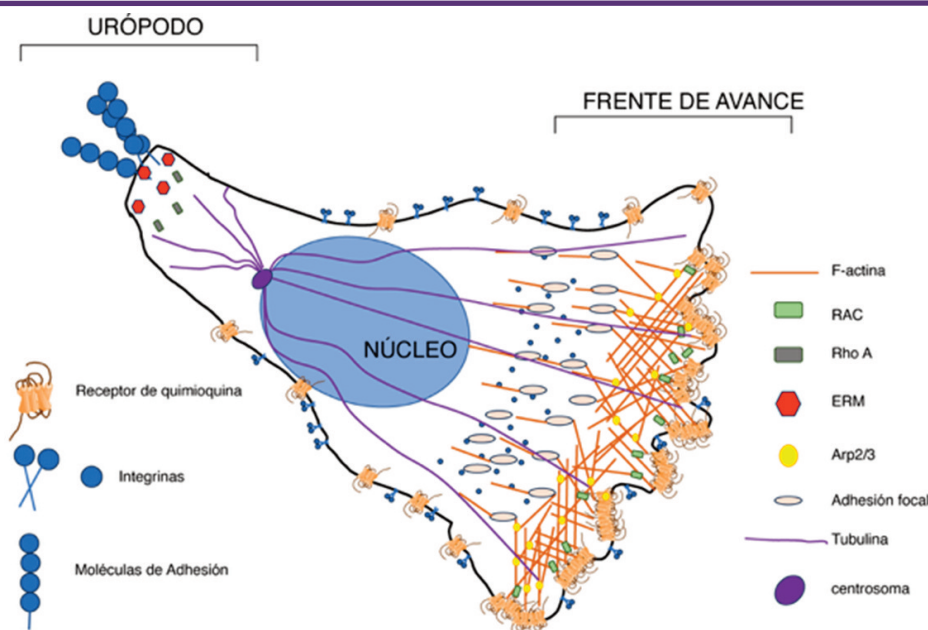 URÓPODO
FRENTE DE AVANCE
NÚCLEO
Receptor de quimioquina
Integrinas
Moléculas de Adhesión
F-actina
RAC
Rho A
ERM
Arp2/3
Adhesión focal
Tubulina
centrosoma